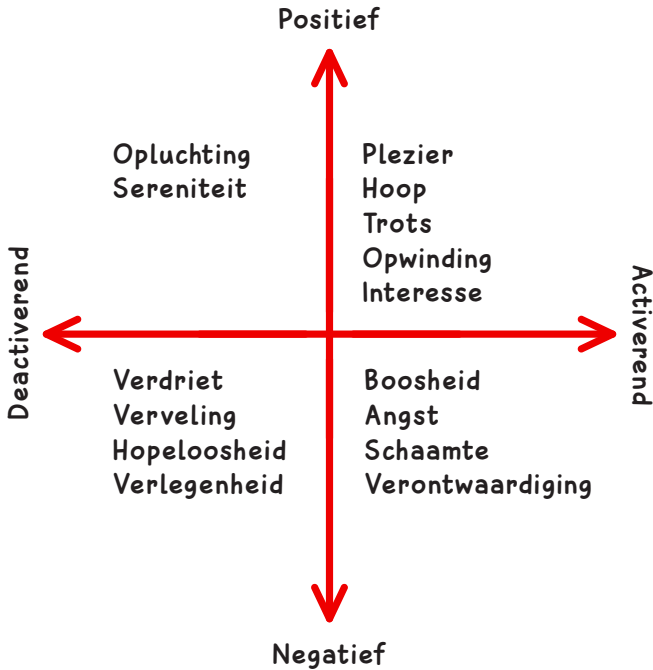 Positief
Opluchting
Sereniteit
Plezier
Hoop
Trots
Opwinding
Interesse
Deactiverend
Activerend
Verdriet
Verveling
Hopeloosheid
Verlegenheid
Boosheid
Angst
Schaamte
Verontwaardiging
Negatief